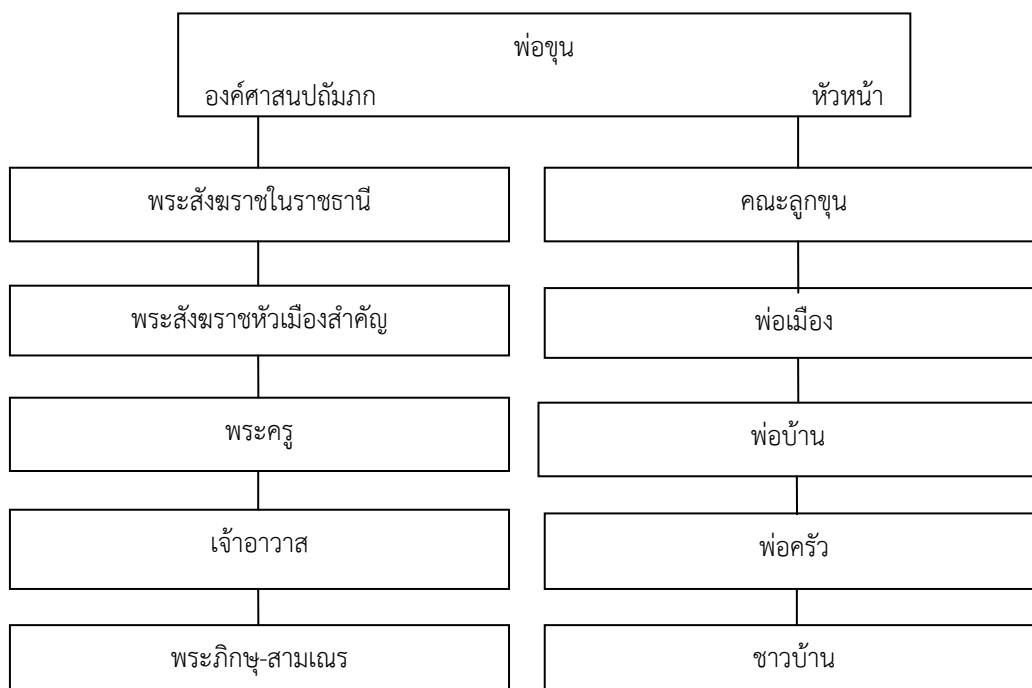 พ่อขุน
องค์ศาสนปถัมภก หัวหน้า
พระสังฆราชในราชธานี คณะลูกขุน
พระสังฆราชหัวเมืองสำคัญ พ่อเมือง
พระครู พ่อบ้าน
เจ้าอาวาส พ่อครัว
พระภิกษุ-สามเณร ชาวบ้าน